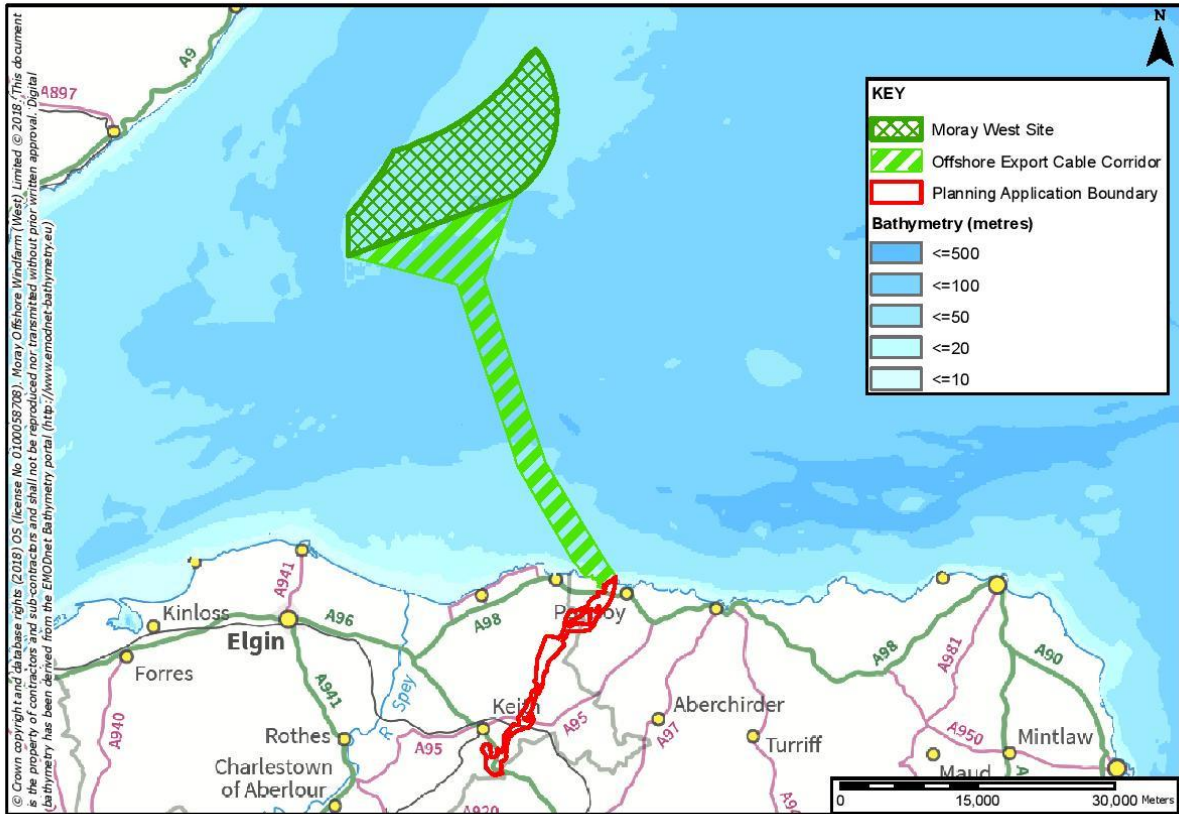 © Crown copyright and database rights (2018) OS (license No 0100058708). Moray Offshore Windfarm (West) Limited © 2018. This document
is the property of contractors and sub-contractors and shall not be reproduced nor transmitted without prior written approval. Digital
bathymetry has been derived from the EMODnet Bathymetry portal (http://www.emodnet-bathymetry.eu)
A9
A897
N
KEY
Moray West Site
Offshore Export Cable Corridor
Planning Application Boundary
Bathymetry (metres)
<=500
<=100
<=50
<=20
<=10
A941
Kinloss
Elgin
A96
A98
Forres
A941
R Spey
A940
Rothes
A95
Keith
A95
Aberchirder
A97
Turriff
A98
A981
A90
A950
Mintlaw
Maud
Charlestown
of Aberlour
A920
0 15,000 30,000 Meters